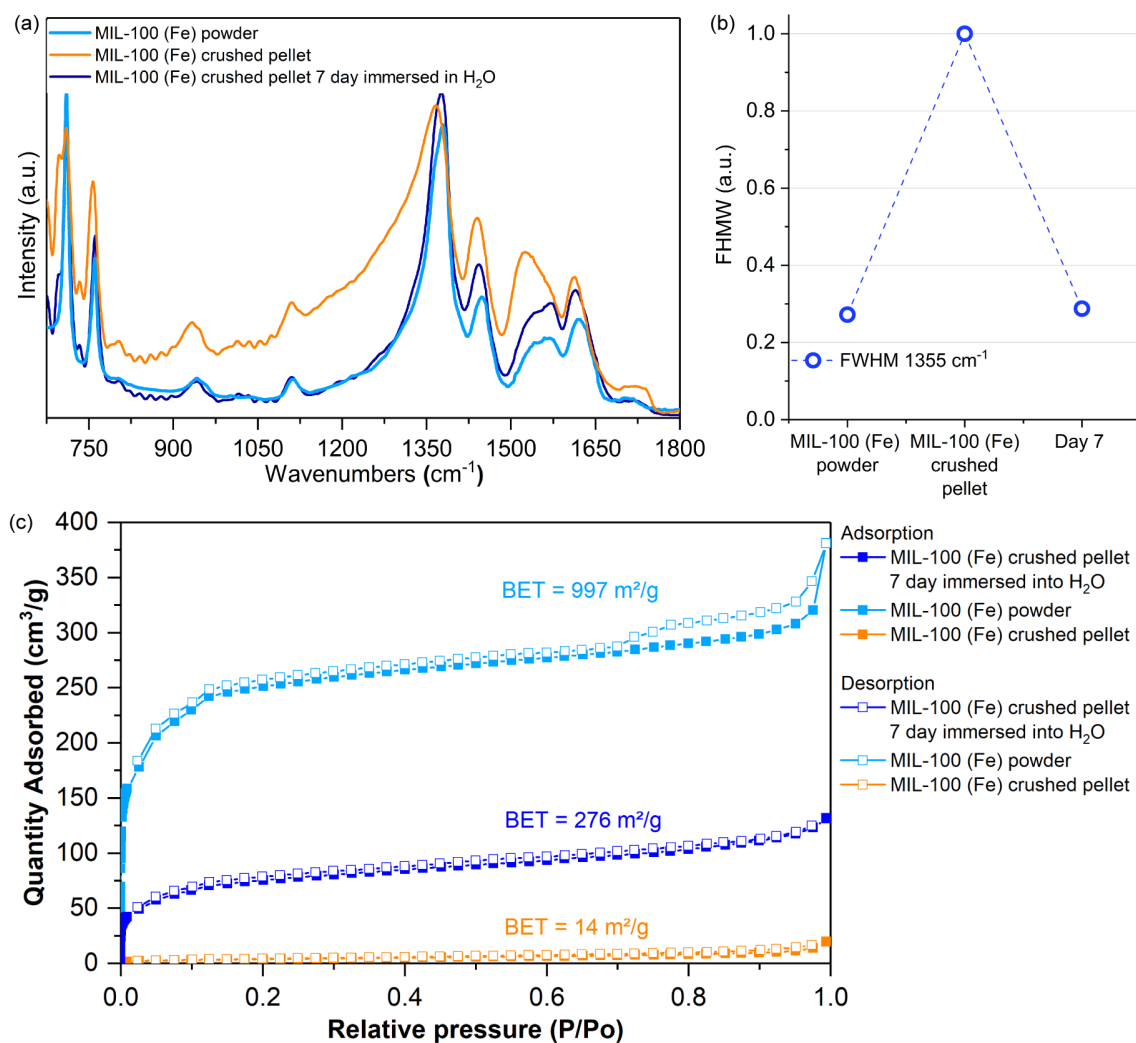 (a)
MIL-100 (Fe) powder
MIL-100 (Fe) crushed pellet
MIL-100 (Fe) crushed pellet 7 day immersed in H₂O
Intensity (a.u.)
750 900 1050 1200 1350 1500 1650 1800
Wavenumbers (cm⁻¹)
(b)
FHMW (a.u.)
1.0
0.8
0.6
0.4
0.2
0.0
FWHM 1355 cm⁻¹
MIL-100 (Fe) powder
MIL-100 (Fe) crushed pellet
Day 7
(c)
Quantity Adsorbed (cm³/g)
400
350
300
250
200
150
100
50
0
BET = 997 m²/g
BET = 276 m²/g
BET = 14 m²/g
0.0 0.2 0.4 0.6 0.8 1.0
Relative pressure (P/Po)
Adsorption
MIL-100 (Fe) crushed pellet
7 day immersed into H₂O
MIL-100 (Fe) powder
MIL-100 (Fe) crushed pellet
Desorption
MIL-100 (Fe) crushed pellet
7 day immersed into H₂O
MIL-100 (Fe) powder
MIL-100 (Fe) crushed pellet